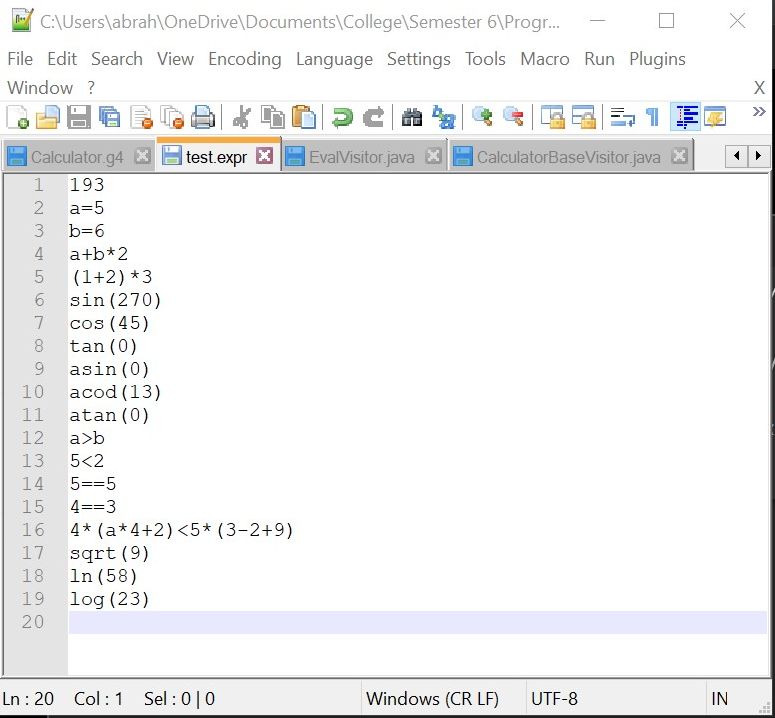 C:\Users\abrah\OneDrive\Documents\College\Semester 6\Progr...
File Edit Search View Encoding Language Settings Tools Macro Run Plugins
Window ? X
Calculator.g4 test.expr EvalVisitor.java CalculatorBaseVisitor.java
1 193
2 a=5
3 b=6
4 a+b*2
5 (1+2)*3
6 sin(270)
7 cos(45)
8 tan(0)
9 asin(0)
10 acod(13)
11 atan(0)
12 a>b
13 5<2
14 5==5
15 4==3
16 4*(a*4+2)<5*(3-2+9)
17 sqrt(9)
18 ln(58)
19 log(23)
20
Ln : 20 Col : 1 Sel : 0 | 0 Windows (CR LF) UTF-8 IN